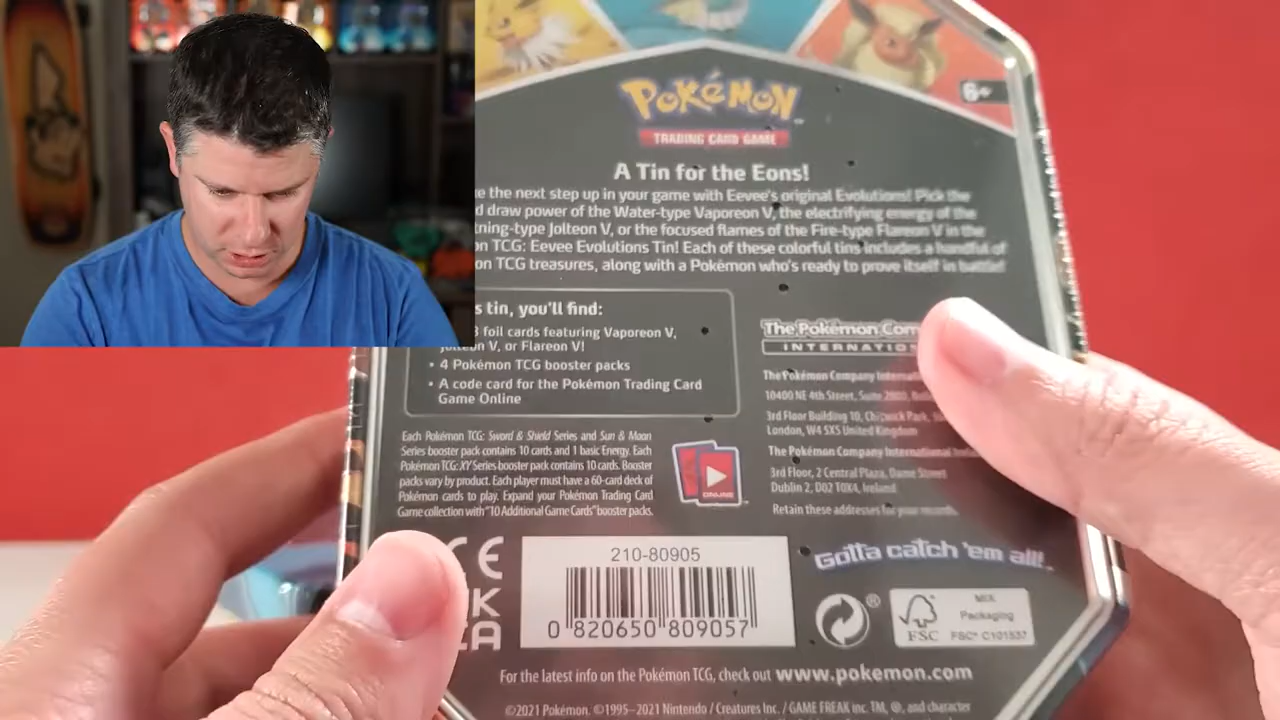 6+
POKéMON
TRADING CARD GAME
A Tin for the Eons!
the next step up in your game with Eevee's original Evolutions! Pick the
draw power of the Water-type Vaporeon V, the electrifying energy of the
Jolteon V, or the focused flames of the Fire-type Flareon V in the
TCG: Eevee Evolutions Tin! Each of these colorful tins includes a handful of
TCG treasures, along with a Pokémon who's ready to prove itself in battle!
tin, you'll find:
foil cards featuring Vaporeon V,
V, or Flareon V!
• 4 Pokémon TCG booster packs
• A code card for the Pokémon Trading Card
Game Online
Each Pokémon TCG: Sword & Shield Series and Sun & Moon
Series booster pack contains 10 cards and 1 basic Energy. Each
Pokémon TCG: XY Series booster pack contains 10 cards. Booster
packs vary by product. Each player must have a 60-card deck of
Pokémon cards to play. Expand your Pokémon Trading Card
Game collection with "10 Additional Game Cards" booster packs.
ONLINE
The Pokémon
The Pokémon Company
10400 NE 4th Street, Suite 2800,
3rd Floor Building 10, Chiswick Park,
London, W4 5XS United Kingdom
The Pokémon Company International
3rd Floor, 2 Central Plaza, Dame Street
Dublin 2, D02 T0X4, Ireland
Retain these addresses for your records.
CE
210-80905
0 820650 809057
Gotta catch 'em all!
®
FSC
MIX
Packaging
FSC® C101537
For the latest info on the Pokémon TCG, check out www.pokemon.com
©2021 Pokémon. ©1995–2021 Nintendo / Creatures Inc. / GAME FREAK inc. TM, ®, and character